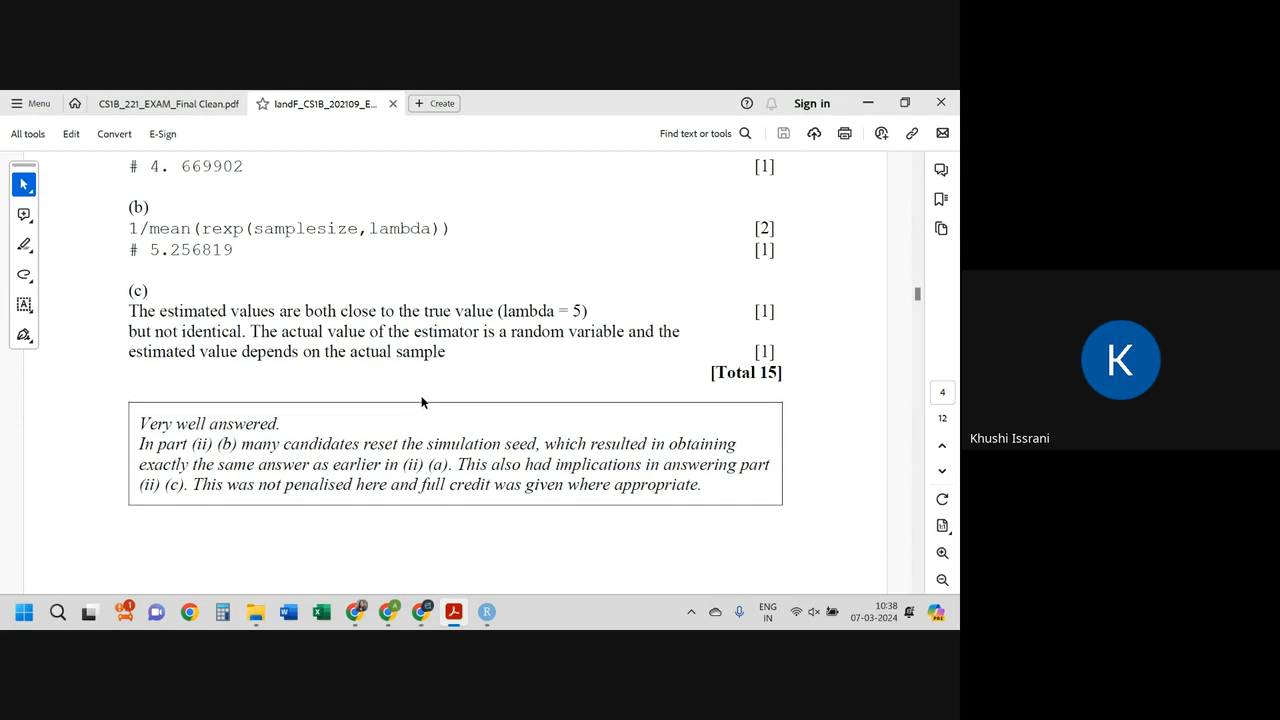 Menu
CS1B_221_EXAM_Final Clean.pdf
IandF_CS1B_202109_E...
Create
Sign in
All tools
Edit
Convert
E-Sign
Find text or tools
# 4. 669902 [1]
(b)
1/mean(rexp(samplesize,lambda)) [2]
# 5.256819 [1]
(c)
The estimated values are both close to the true value (lambda = 5) [1]
but not identical. The actual value of the estimator is a random variable and the
estimated value depends on the actual sample [1]
[Total 15]
Very well answered.
In part (ii) (b) many candidates reset the simulation seed, which resulted in obtaining
exactly the same answer as earlier in (ii) (a). This also had implications in answering part
(ii) (c). This was not penalised here and full credit was given where appropriate.
4
12
K
Khushi Issrani
ENG
IN
10:38
07-03-2024